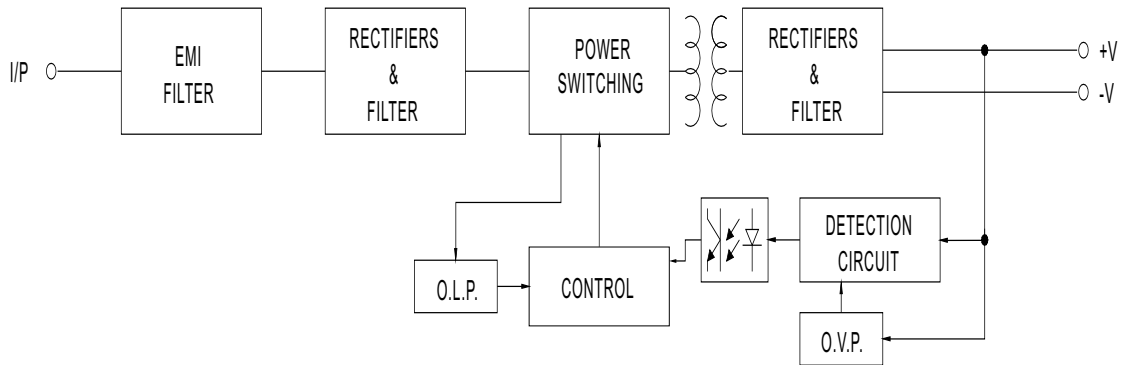 I/P
EMI
FILTER
RECTIFIERS
&
FILTER
POWER
SWITCHING
RECTIFIERS
&
FILTER
+V
-V
DETECTION
CIRCUIT
O.L.P.
CONTROL
O.V.P.